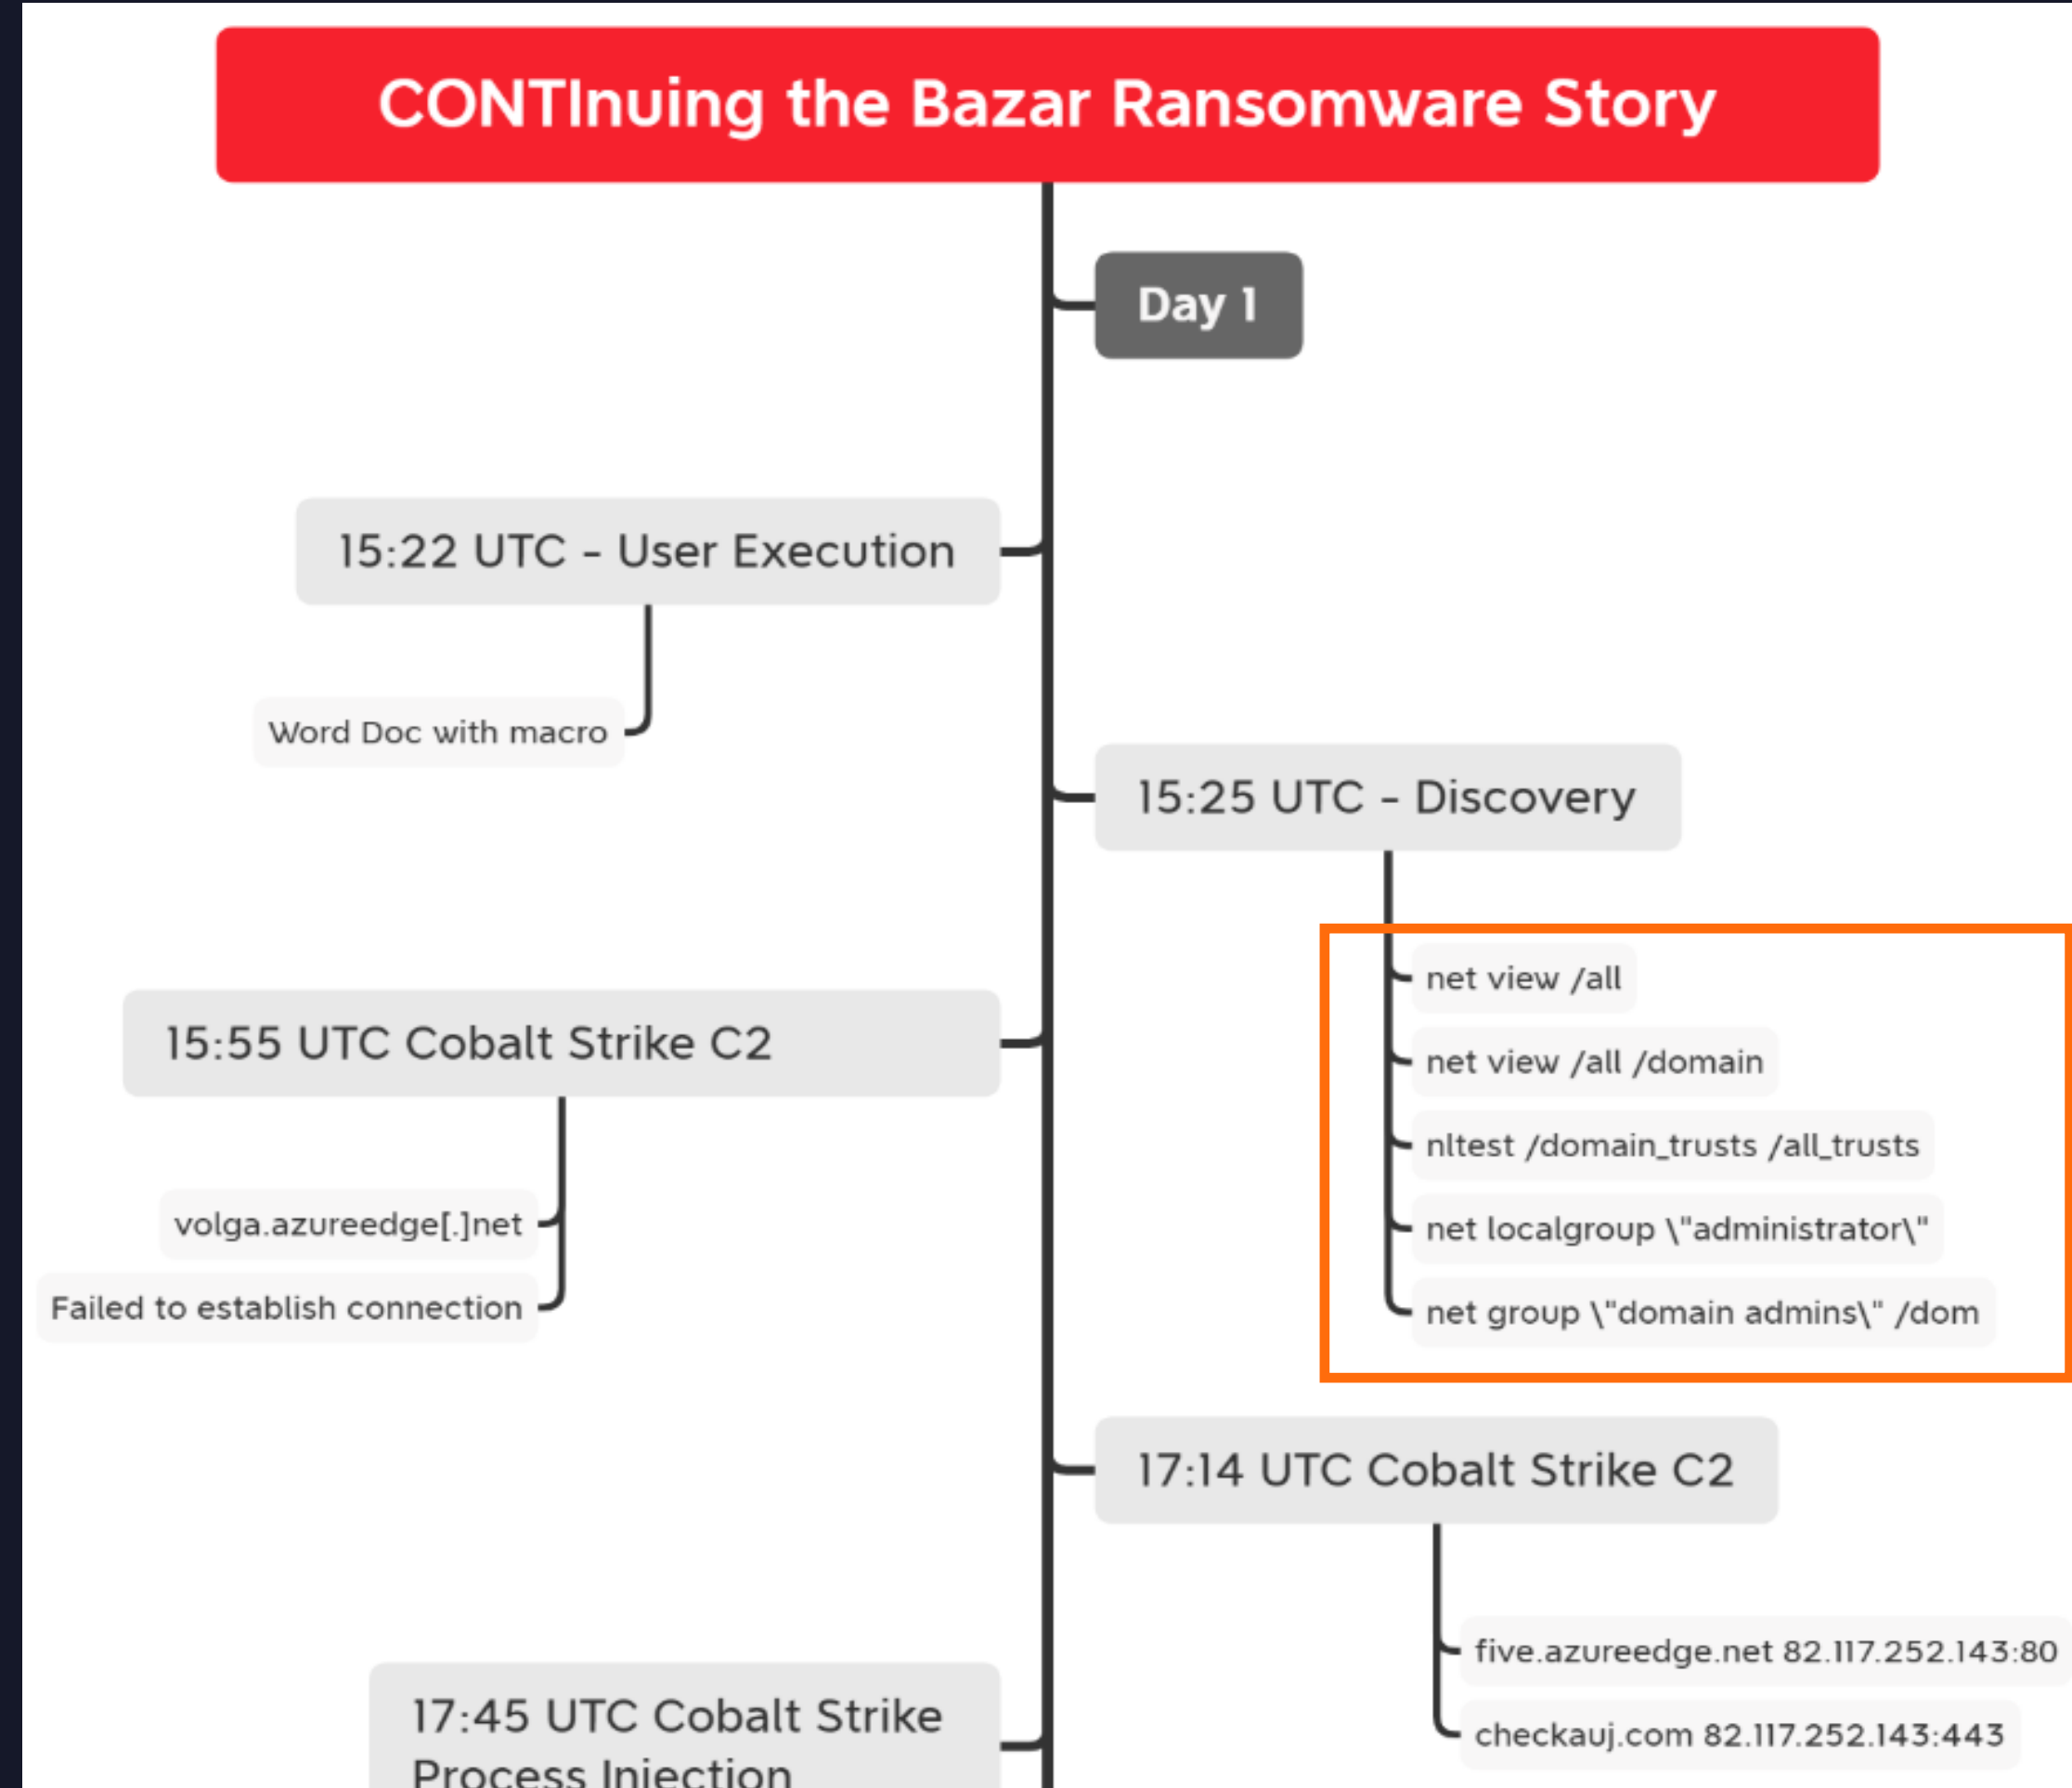 CONTInuing the Bazar Ransomware Story
Day 1
15:22 UTC - User Execution
Word Doc with macro
15:25 UTC - Discovery
net view /all
net view /all /domain
nltest /domain_trusts /all_trusts
net localgroup \"administrator\"
net group \"domain admins\" /dom
15:55 UTC Cobalt Strike C2
volga.azureedge[.]net
Failed to establish connection
17:14 UTC Cobalt Strike C2
five.azureedge.net 82.117.252.143:80
checkauj.com 82.117.252.143:443
17:45 UTC Cobalt Strike
Process Injection